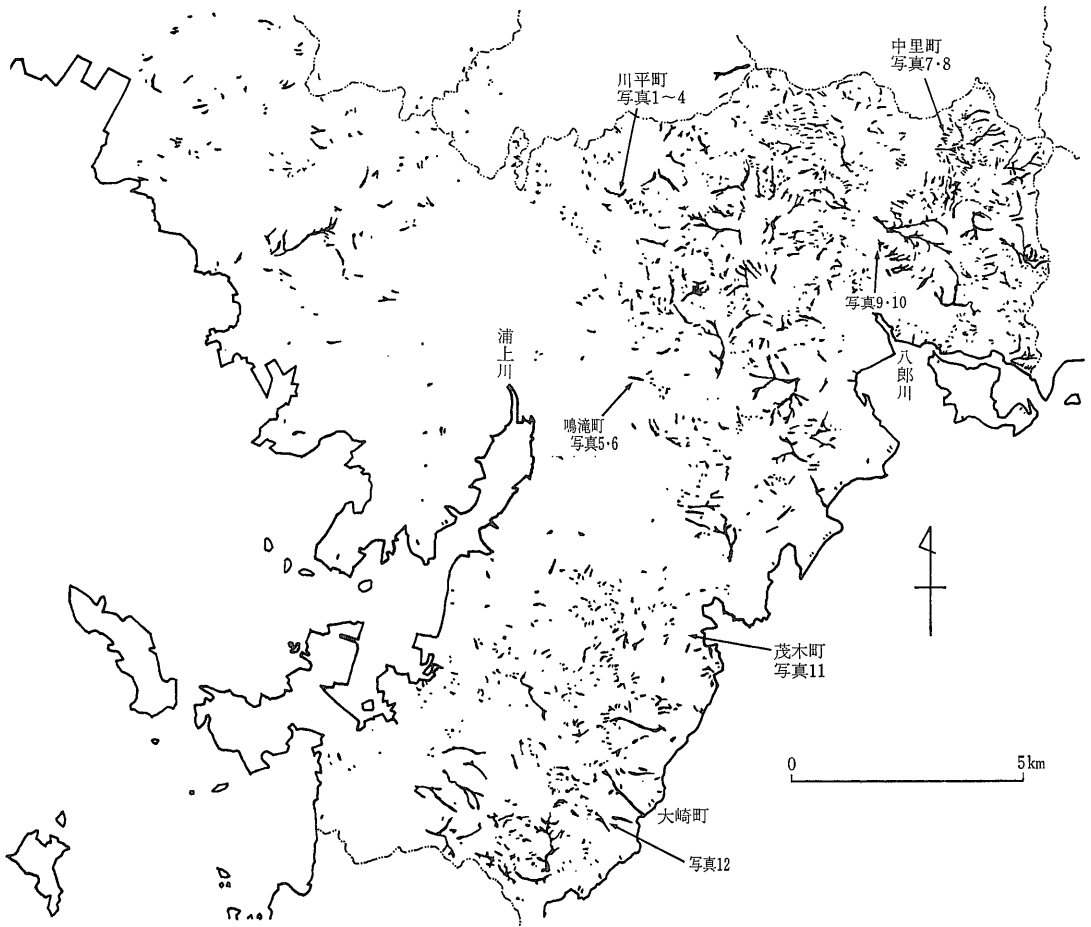 中里町
写真7・8
川平町
写真1〜4
写真9・10
浦上川
八郎川
鳴滝町
写真5・6
茂木町
写真11
0
5km
大崎町
写真12